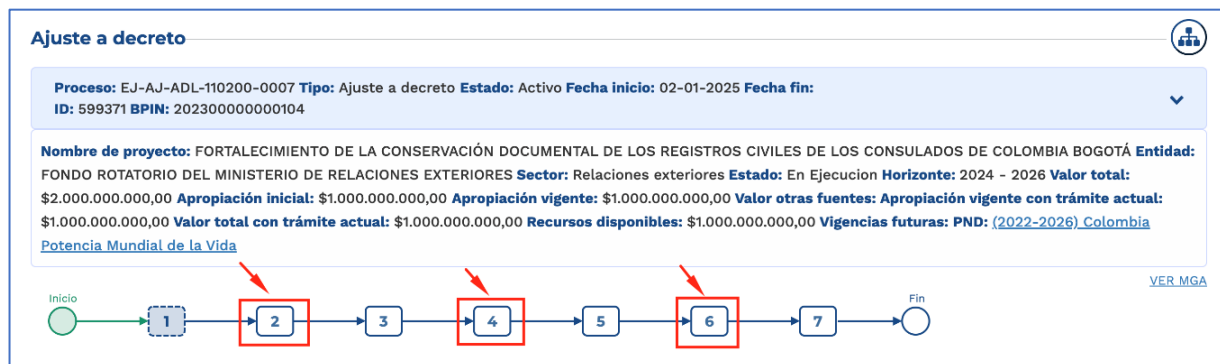 Ajuste a decreto
Proceso: EJ-AJ-ADL-110200-0007 Tipo: Ajuste a decreto Estado: Activo Fecha inicio: 02-01-2025 Fecha fin:
ID: 599371 BPIN: 202300000000104
Nombre de proyecto: FORTALECIMIENTO DE LA CONSERVACIÓN DOCUMENTAL DE LOS REGISTROS CIVILES DE LOS CONSULADOS DE COLOMBIA BOGOTÁ Entidad:
FONDO ROTATORIO DEL MINISTERIO DE RELACIONES EXTERIORES Sector: Relaciones exteriores Estado: En Ejecucion Horizonte: 2024 - 2026 Valor total:
$2.000.000.000,00 Apropiación inicial: $1.000.000.000,00 Apropiación vigente: $1.000.000.000,00 Valor otras fuentes: Apropiación vigente con trámite actual:
$1.000.000.000,00 Valor total con trámite actual: $1.000.000.000,00 Recursos disponibles: $1.000.000.000,00 Vigencias futuras: PND: (2022-2026) Colombia
Potencia Mundial de la Vida
VER MGA
Inicio
1
2
3
4
5
6
7
Fin